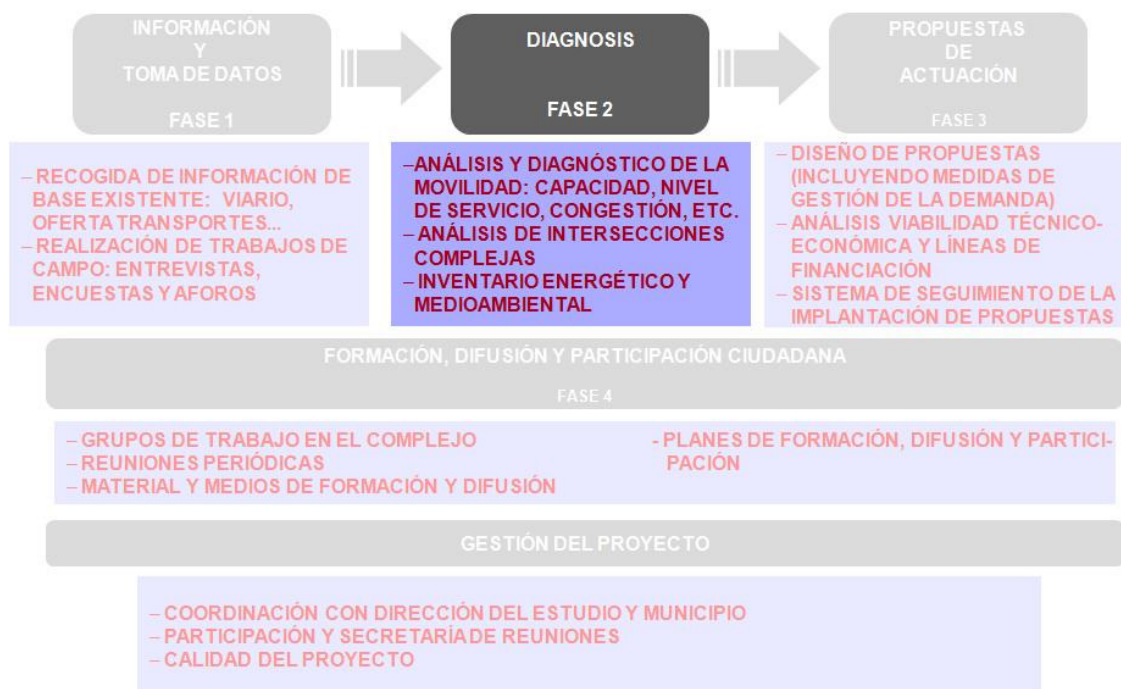 INFORMACIÓN
Y
TOMA DE DATOS
FASE 1
DIAGNOSIS
FASE 2
PROPUESTAS
DE
ACTUACIÓN
FASE 3
– RECOGIDA DE INFORMACIÓN DE
BASE EXISTENTE: VIARIO,
OFERTA TRANSPORTES...
– REALIZACIÓN DE TRABAJOS DE
CAMPO: ENTREVISTAS,
ENCUESTAS Y AFOROS
– ANÁLISIS Y DIAGNÓSTICO DE LA
MOVILIDAD: CAPACIDAD, NIVEL
DE SERVICIO, CONGESTIÓN, ETC.
– ANÁLISIS DE INTERSECCIONES
COMPLEJAS
– INVENTARIO ENERGÉTICO Y
MEDIOAMBIENTAL
– DISEÑO DE PROPUESTAS
(INCLUYENDO MEDIDAS DE
GESTIÓN DE LA DEMANDA)
– ANÁLISIS VIABILIDAD TÉCNICO-
ECONÓMICA Y LÍNEAS DE
FINANCIACIÓN
– SISTEMA DE SEGUIMIENTO DE LA
IMPLANTACIÓN DE PROPUESTAS
FORMACIÓN, DIFUSIÓN Y PARTICIPACIÓN CIUDADANA
FASE 4
– GRUPOS DE TRABAJO EN EL COMPLEJO
– REUNIONES PERIÓDICAS
– MATERIAL Y MEDIOS DE FORMACIÓN Y DIFUSIÓN
- PLANES DE FORMACIÓN, DIFUSIÓN Y PARTICI-
PACIÓN
GESTIÓN DEL PROYECTO
– COORDINACIÓN CON DIRECCIÓN DEL ESTUDIO Y MUNICIPIO
– PARTICIPACIÓN Y SECRETARÍA DE REUNIONES
– CALIDAD DEL PROYECTO